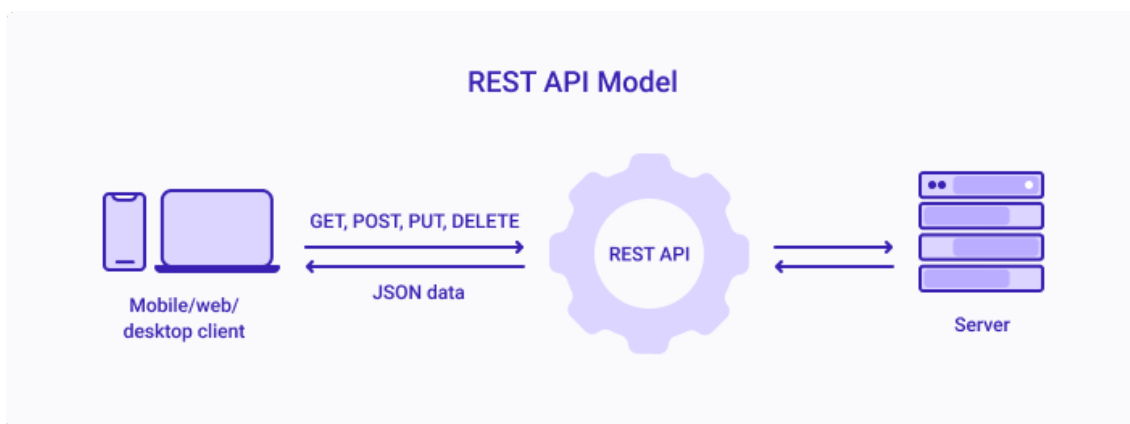 REST API Model
GET, POST, PUT, DELETE
JSON data
Mobile/web/
desktop client
REST API
Server